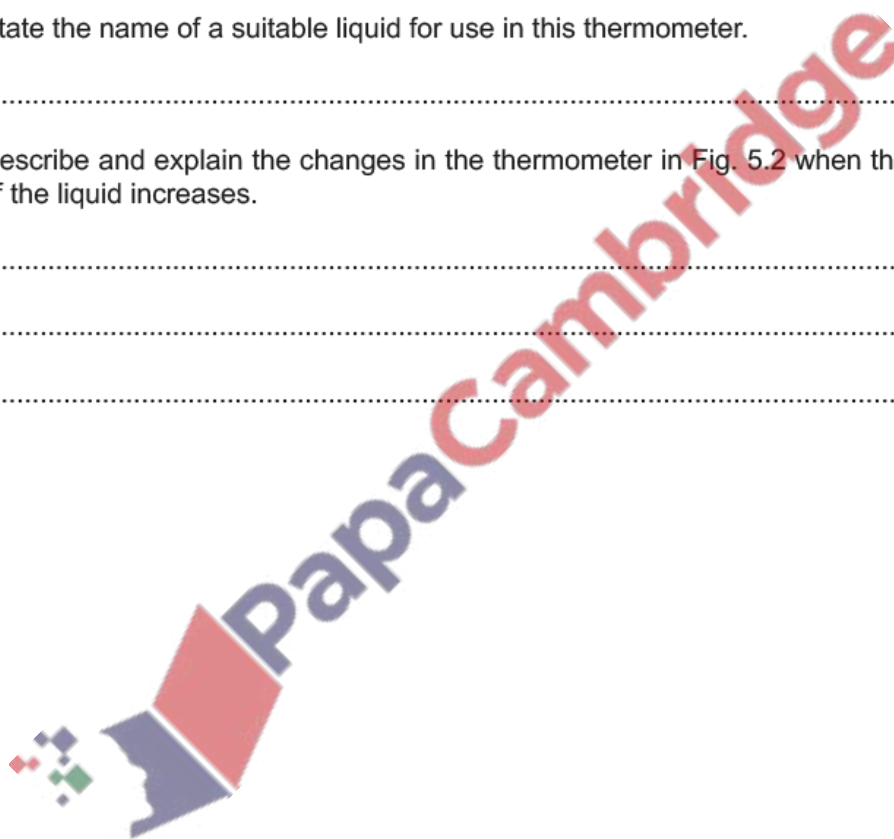 tate the name of a suitable liquid for use in this thermometer.
escribe and explain the changes in the thermometer in Fig. 5.2 when th
f the liquid increases.
PapaCambridge